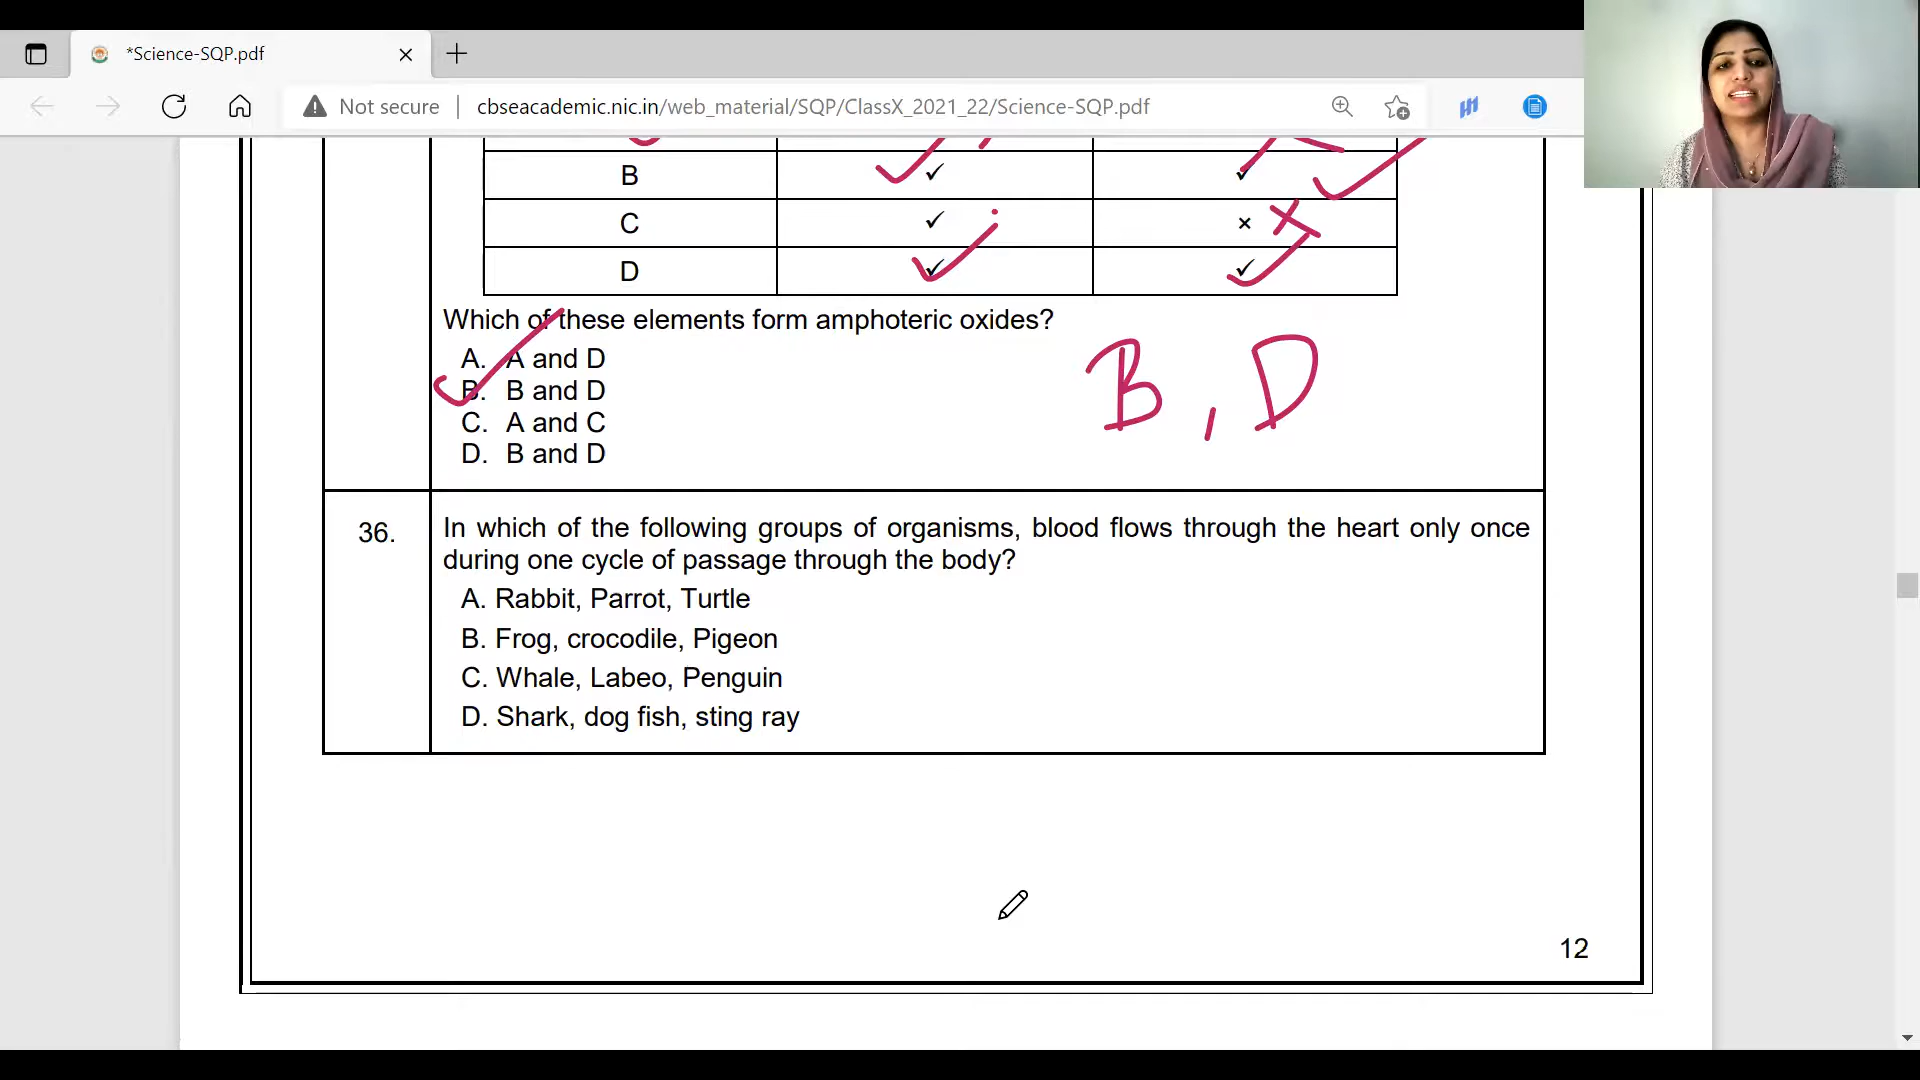 *Science-SQP.pdf
Not secure cbseacademic.nic.in/web_material/SQP/ClassX_2021_22/Science-SQP.pdf
B ✓ ✓
C ✓ ×
D ✓ ✓
Which of these elements form amphoteric oxides?
A. A and D
B. B and D
C. A and C
D. B and D
B, D
36. In which of the following groups of organisms, blood flows through the heart only once
during one cycle of passage through the body?
A. Rabbit, Parrot, Turtle
B. Frog, crocodile, Pigeon
C. Whale, Labeo, Penguin
D. Shark, dog fish, sting ray
12